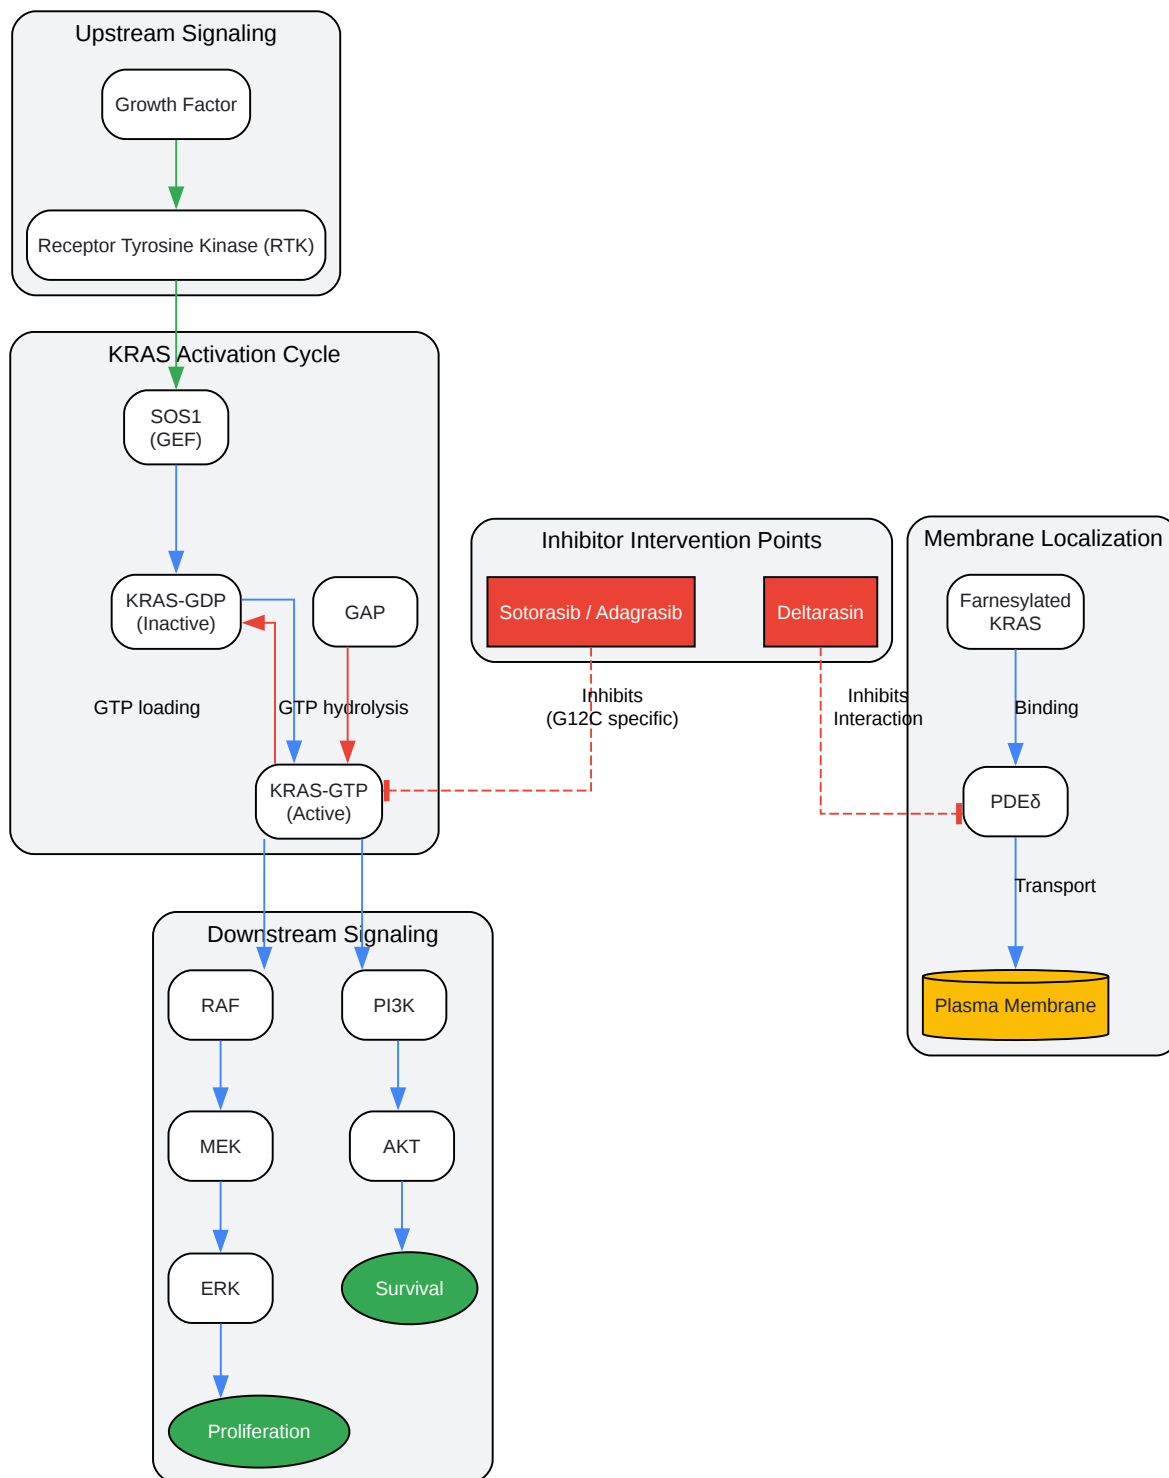 Upstream Signaling
Growth Factor
Receptor Tyrosine Kinase (RTK)
KRAS Activation Cycle
SOS1
(GEF)
KRAS-GDP
(Inactive)
GAP
GTP loading
GTP hydrolysis
KRAS-GTP
(Active)
Inhibitor Intervention Points
Sotorasib / Adagrasib
Deltarasin
Inhibits
(G12C specific)
Inhibits
Interaction
Membrane Localization
Farnesylated
KRAS
Binding
PDEδ
Transport
Plasma Membrane
Downstream Signaling
RAF
PI3K
MEK
AKT
ERK
Survival
Proliferation